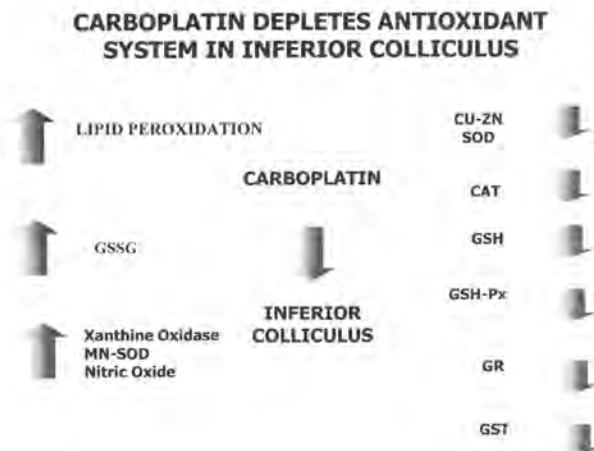 CARBOPLATIN DEPLETES ANTIOXIDANT
SYSTEM IN INFERIOR COLLICULUS
LIPID PEROXIDATION
GSSG
Xanthine Oxidase
MN-SOD
Nitric Oxide
CARBOPLATIN
INFERIOR
COLLICULUS
CU-ZN
SOD
CAT
GSH
GSH-Px
GR
GST